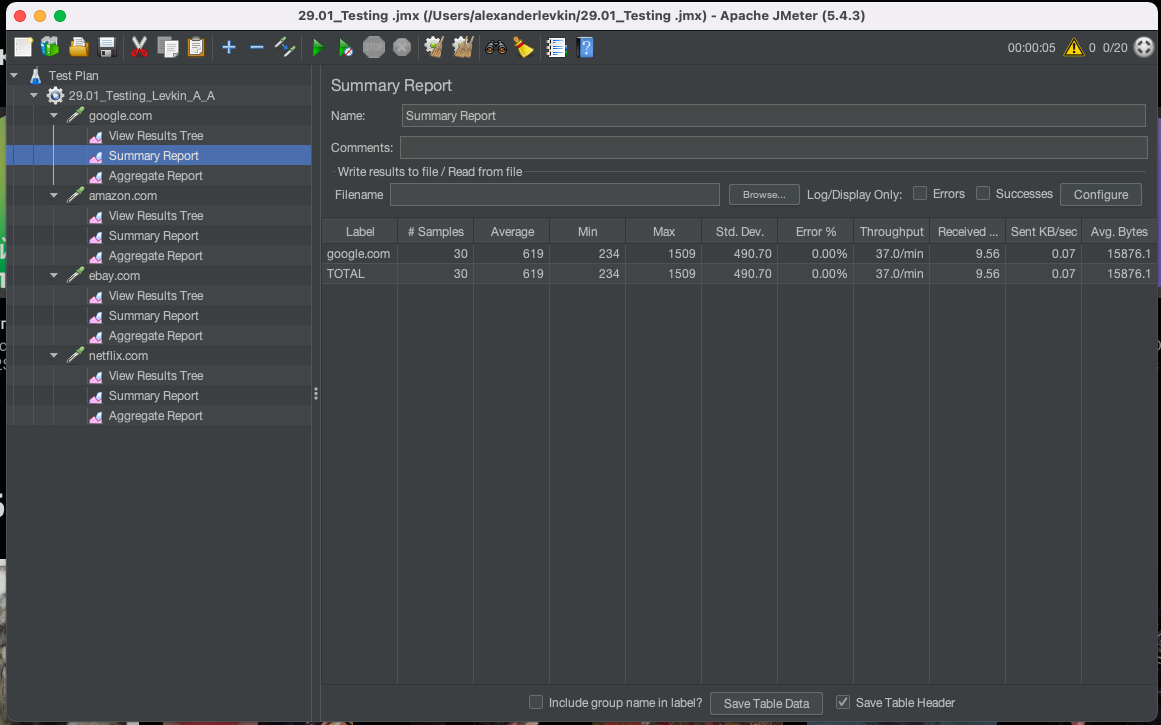 29.01_Testing .jmx (/Users/alexanderlevkin/29.01_Testing .jmx) - Apache JMeter (5.4.3)
STOP
00:00:05 0 0/20
Test Plan
29.01_Testing_Levkin_A_A
google.com
View Results Tree
Summary Report
Aggregate Report
amazon.com
View Results Tree
Summary Report
Aggregate Report
ebay.com
View Results Tree
Summary Report
Aggregate Report
netflix.com
View Results Tree
Summary Report
Aggregate Report
Summary Report
Name: Summary Report
Comments:
Write results to file / Read from file
Filename Browse... Log/Display Only: Errors Successes Configure
Label # Samples Average Min Max Std. Dev. Error % Throughput Received ... Sent KB/sec Avg. Bytes
google.com 30 619 234 1509 490.70 0.00% 37.0/min 9.56 0.07 15876.1
TOTAL 30 619 234 1509 490.70 0.00% 37.0/min 9.56 0.07 15876.1
Include group name in label? Save Table Data Save Table Header